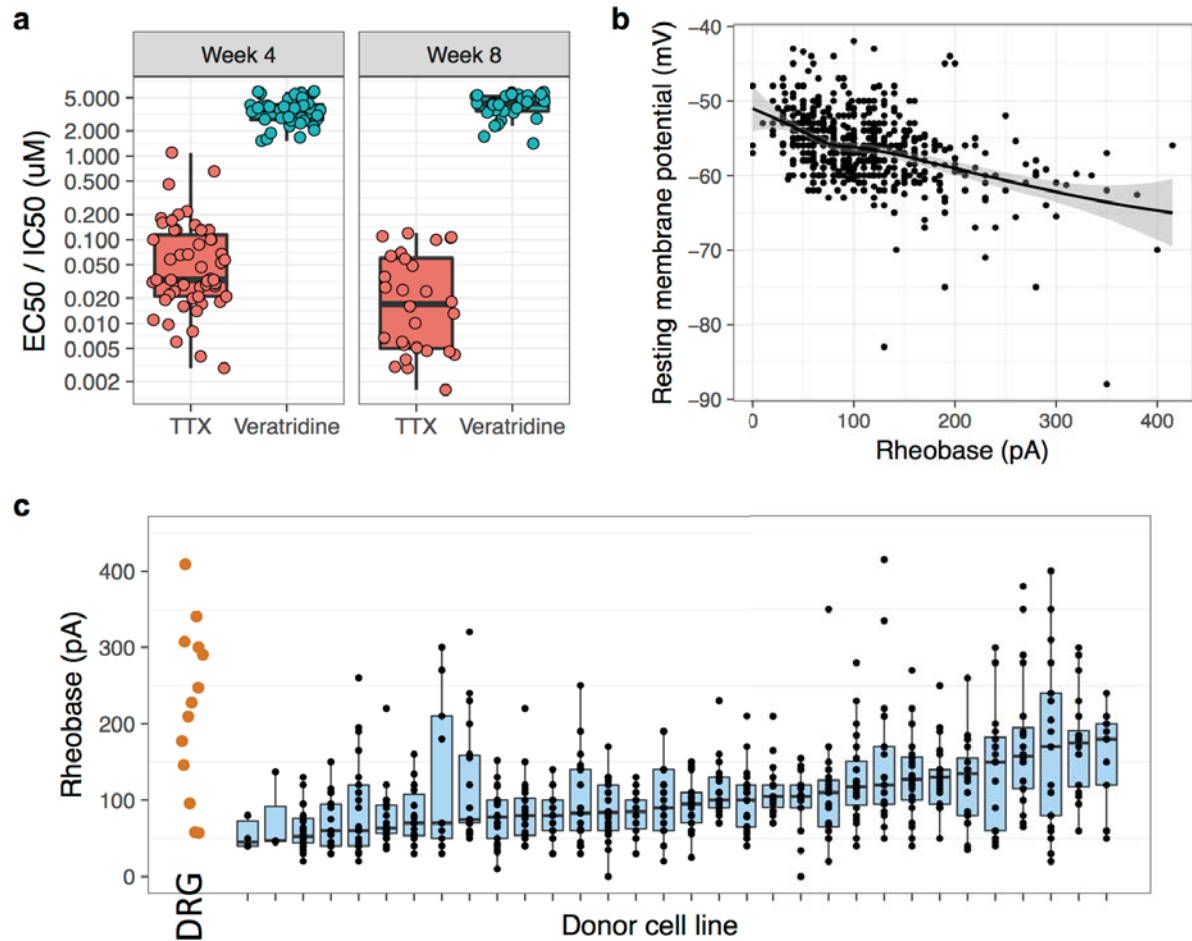 a
Week 4
Week 8
EC50 / IC50 (uM)
5.000
2.000
1.000
0.500
0.200
0.100
0.050
0.020
0.010
0.005
0.002
TTX Veratridine
TTX Veratridine
b
Resting membrane potential (mV)
−40
−50
−60
−70
−80
−90
0 100 200 300 400
Rheobase (pA)
c
Rheobase (pA)
400
300
200
100
0
DRG
Donor cell line